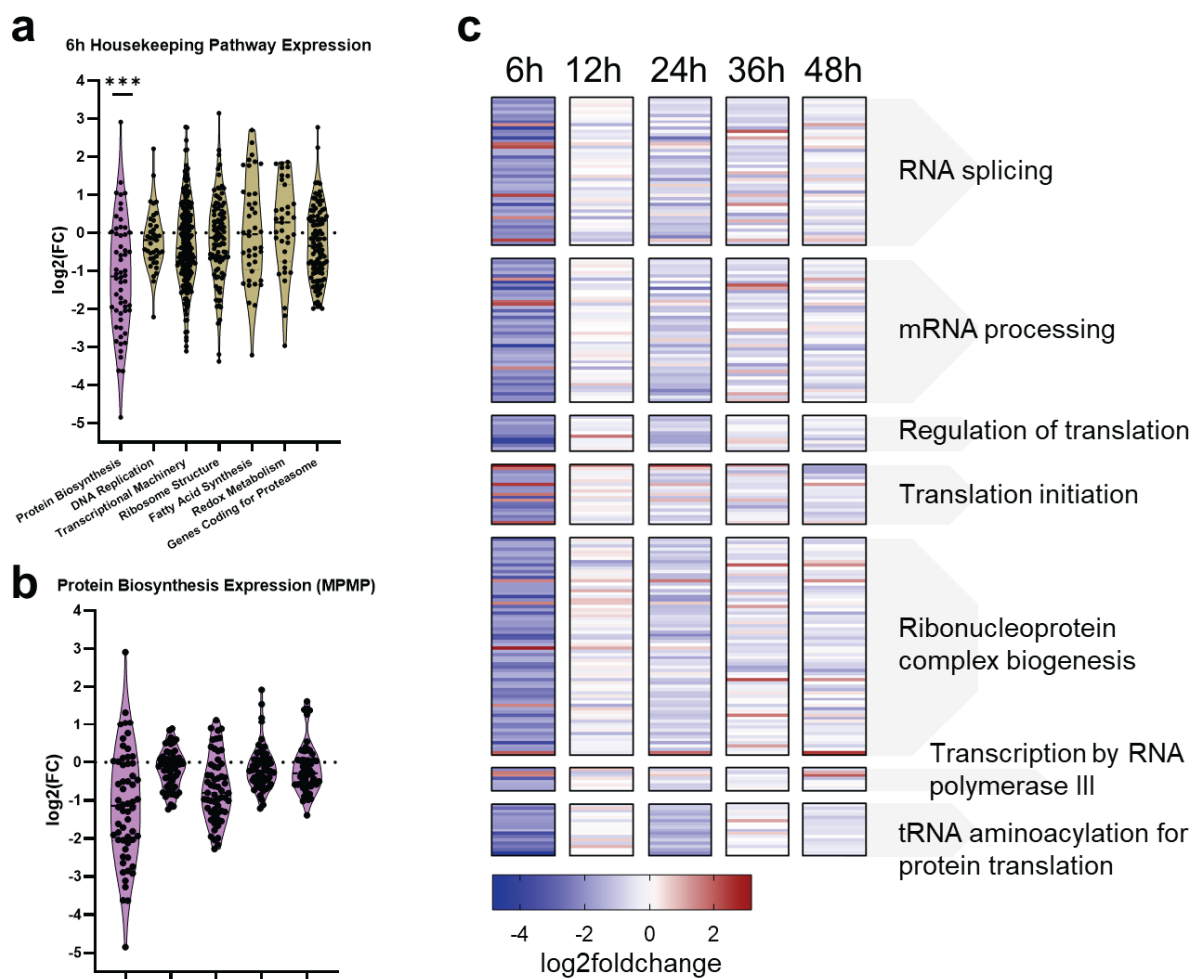 a
6h Housekeeping Pathway Expression
***
4
3
2
1
0
-1
-2
-3
-4
-5
log2(FC)
Protein Biosynthesis
DNA Replication
Transcriptional Machinery
Ribosome Structure
Fatty Acid Synthesis
Redox Metabolism
Genes Coding for Proteasome
b
Protein Biosynthesis Expression (MPMP)
4
3
2
1
0
-1
-2
-3
-4
-5
log2(FC)
c
6h 12h 24h 36h 48h
RNA splicing
mRNA processing
Regulation of translation
Translation initiation
Ribonucleoprotein
complex biogenesis
Transcription by RNA
polymerase III
tRNA aminoacylation for
protein translation
-4 -2 0 2
log2foldchange